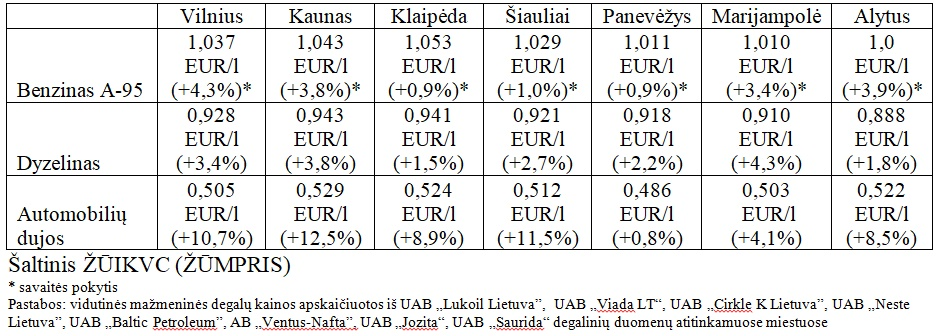 Vilnius Kaunas Klaipėda Šiauliai Panevėžys Marijampolė Alytus
1,037 1,043 1,053 1,029 1,011 1,010 1,0
EUR/l EUR/l EUR/l EUR/l EUR/l EUR/l EUR/l
Benzinas A-95 (+4,3%)* (+3,8%)* (+0,9%)* (+1,0%)* (+0,9%)* (+3,4%)* (+3,9%)*
0,928 0,943 0,941 0,921 0,918 0,910 0,888
EUR/l EUR/l EUR/l EUR/l EUR/l EUR/l EUR/l
Dyzelinas (+3,4%) (+3,8%) (+1,5%) (+2,7%) (+2,2%) (+4,3%) (+1,8%)
0,505 0,529 0,524 0,512 0,486 0,503 0,522
Automobilių EUR/l EUR/l EUR/l EUR/l EUR/l EUR/l EUR/l
dujos (+10,7%) (+12,5%) (+8,9%) (+11,5%) (+0,8%) (+4,1%) (+8,5%)
Šaltinis ŽŪIKVC (ŽŪMPRIS)
* savaitės pokytis
Pastabos: vidutinės mažmeninės degalų kainos apskaičiuotos iš UAB „Lukoil Lietuva”, UAB „Viada LT“, UAB „Cirkle K Lietuva”, UAB „Neste
Lietuva”, UAB „Baltic Petroleum”, AB „Ventus-Nafta”, UAB „Jozita”, UAB „Saurida” degalinių duomenų atitinkamuose miestuose